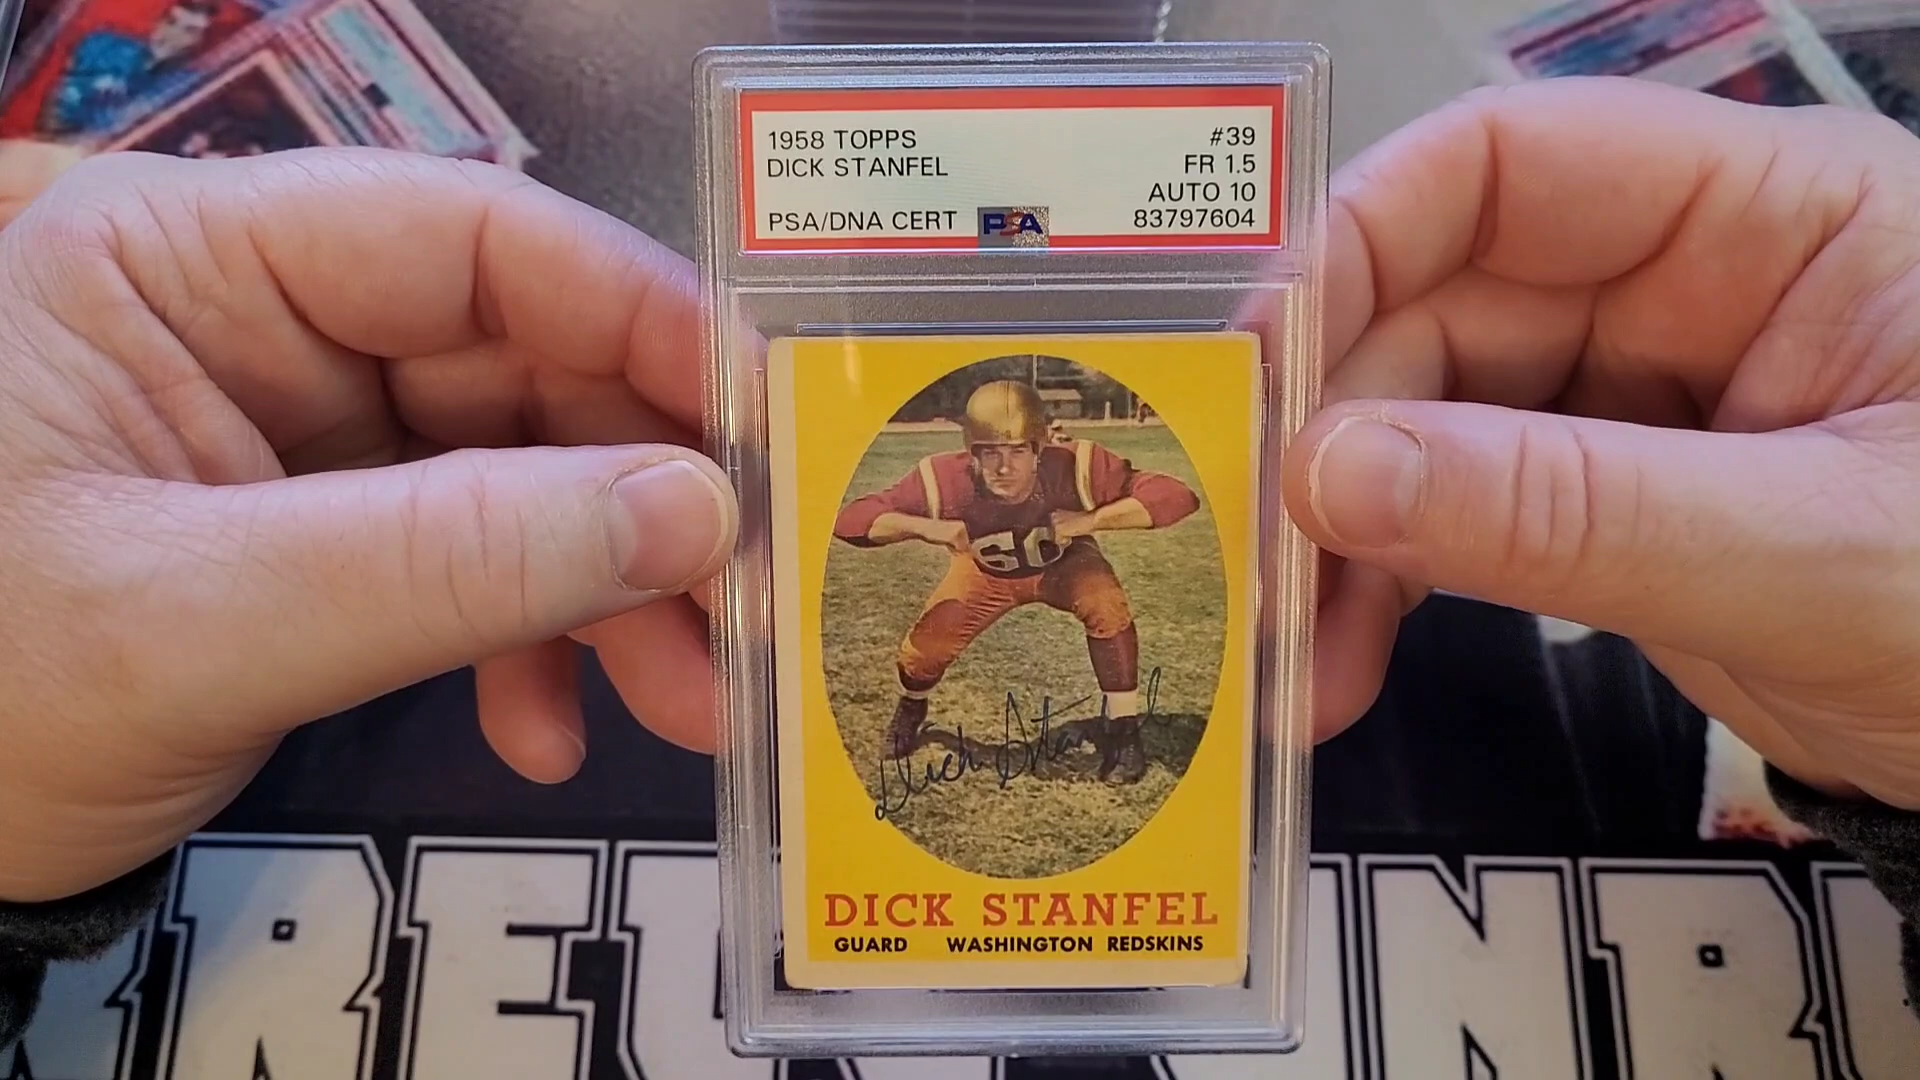 1958 TOPPS #39
DICK STANFEL FR 1.5
AUTO 10
PSA/DNA CERT PSA 83797604
60
Dick Stanfel
DICK STANFEL
GUARD WASHINGTON REDSKINS